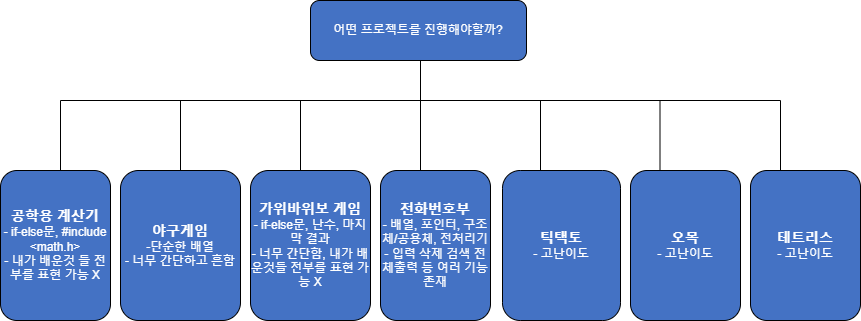 어떤 프로젝트를 진행해야할까?
공학용 계산기
- if-else문, #include
<math.h>
- 내가 배운것 들 전
부를 표현 가능 X
야구게임
-단순한 배열
- 너무 간단하고 흔함
가위바위보 게임
- if-else문, 난수, 마지
막 결과
- 너무 간단함, 내가 배
운것들 전부를 표현 가
능 X
전화번호부
- 배열, 포인터, 구조
체/공용체, 전처리기
- 입력 삭제 검색 전
체출력 등 여러 기능
존재
틱택토
- 고난이도
오목
- 고난이도
테트리스
- 고난이도